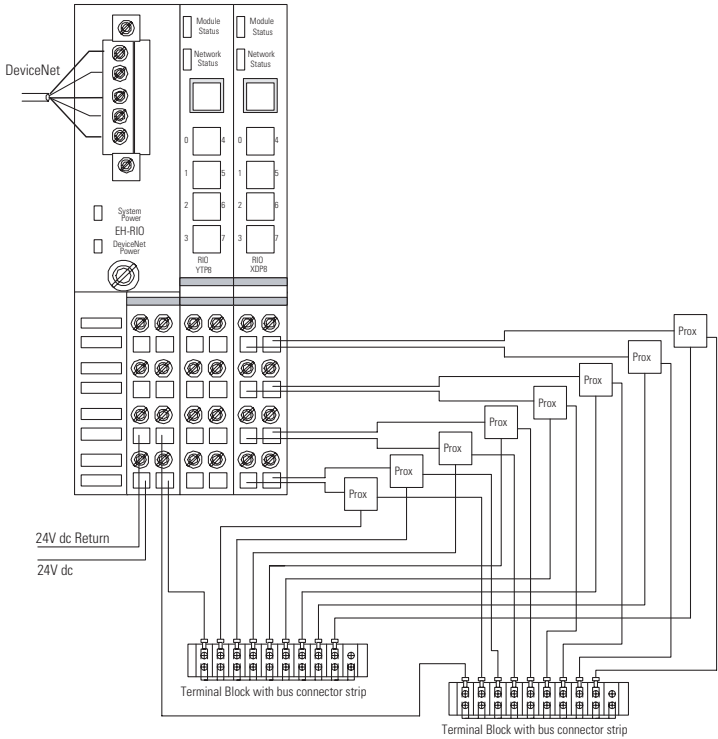 Module Status
Module Status
Network Status
Network Status
DeviceNet
0 4
0 4
1 5
1 5
2 6
2 6
3 7
3 7
System Power
EH-RIO
DeviceNet Power
RIO YTP8
RIO XDP8
Prox
Prox
Prox
Prox
Prox
Prox
Prox
Prox
24V dc Return
24V dc
Terminal Block with bus connector strip
Terminal Block with bus connector strip